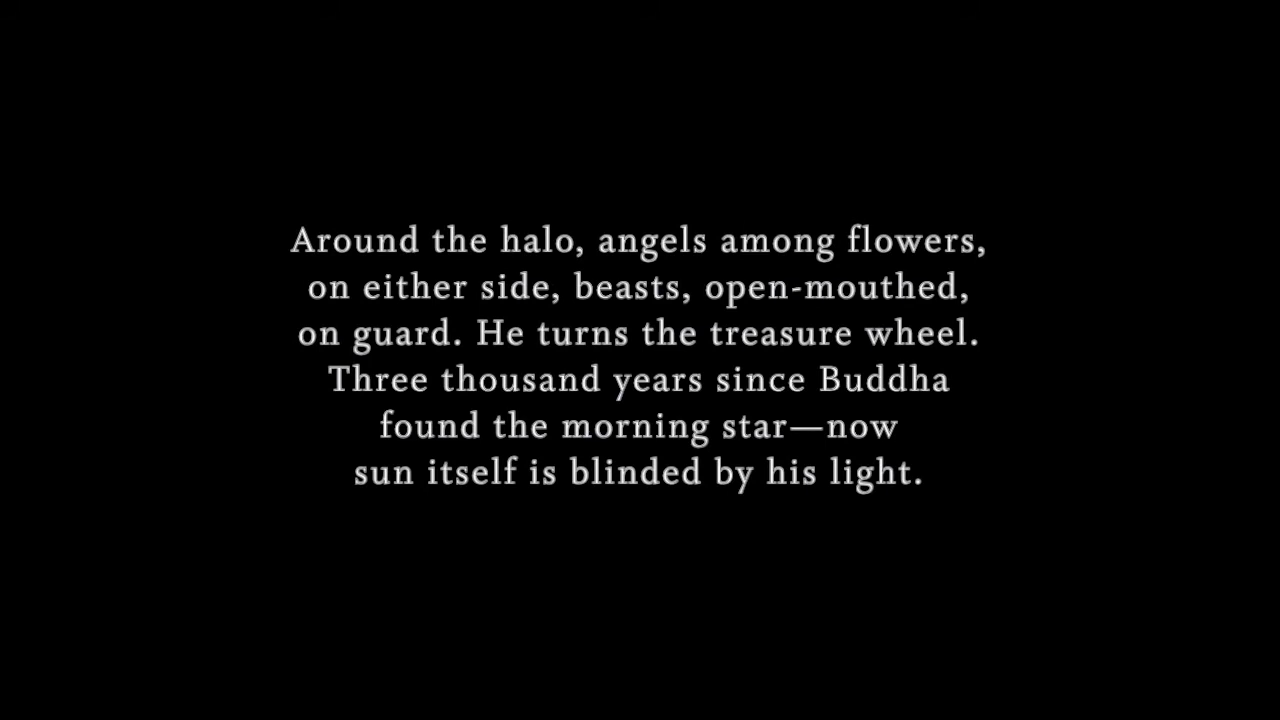 Around the halo, angels among flowers,
on either side, beasts, open-mouthed,
on guard. He turns the treasure wheel.
Three thousand years since Buddha
found the morning star—now
sun itself is blinded by his light.